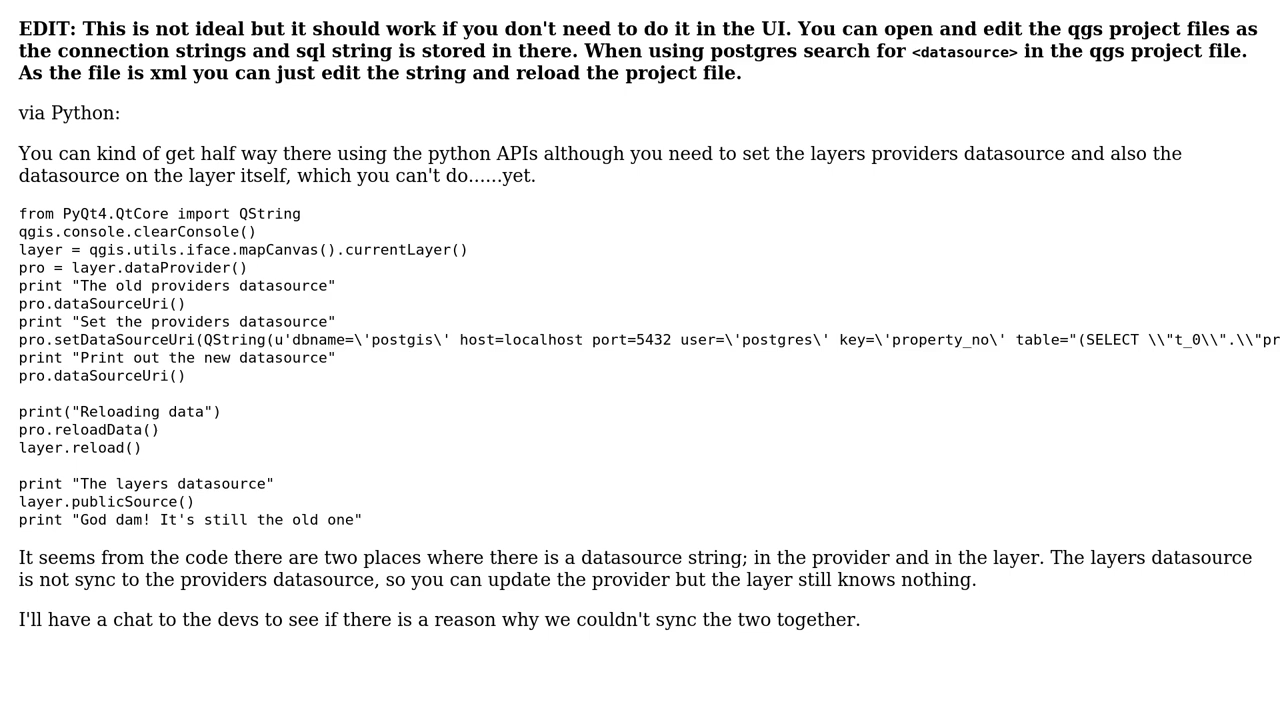 EDIT: This is not ideal but it should work if you don't need to do it in the UI. You can open and edit the qgs project files as
the connection strings and sql string is stored in there. When using postgres search for <datasource> in the qgs project file.
As the file is xml you can just edit the string and reload the project file.
via Python:
You can kind of get half way there using the python APIs although you need to set the layers providers datasource and also the
datasource on the layer itself, which you can't do......yet.
from PyQt4.QtCore import QString
qgis.console.clearConsole()
layer = qgis.utils.iface.mapCanvas().currentLayer()
pro = layer.dataProvider()
print "The old providers datasource"
pro.dataSourceUri()
print "Set the providers datasource"
pro.setDataSourceUri(QString(u'dbname=\'postgis\' host=localhost port=5432 user=\'postgres\' key=\'property_no\' table="(SELECT \\"t_0\\".\\"pr
print "Print out the new datasource"
pro.dataSourceUri()
print("Reloading data")
pro.reloadData()
layer.reload()
print "The layers datasource"
layer.publicSource()
print "God dam! It's still the old one"
It seems from the code there are two places where there is a datasource string; in the provider and in the layer. The layers datasource
is not sync to the providers datasource, so you can update the provider but the layer still knows nothing.
I'll have a chat to the devs to see if there is a reason why we couldn't sync the two together.